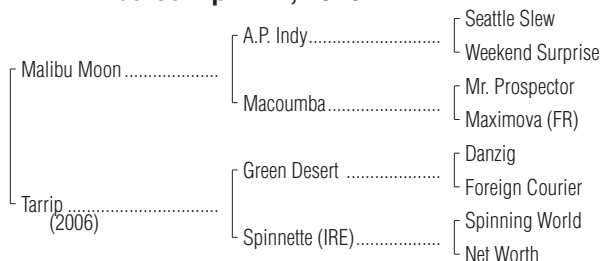 Seattle Slew
A.P. Indy
Weekend Surprise
Malibu Moon
Mr. Prospector
Macoumba
Maximova (FR)
Danzig
Green Desert
Foreign Courier
Tarrip
(2006)
Spinning World
Spinnette (IRE)
Net Worth